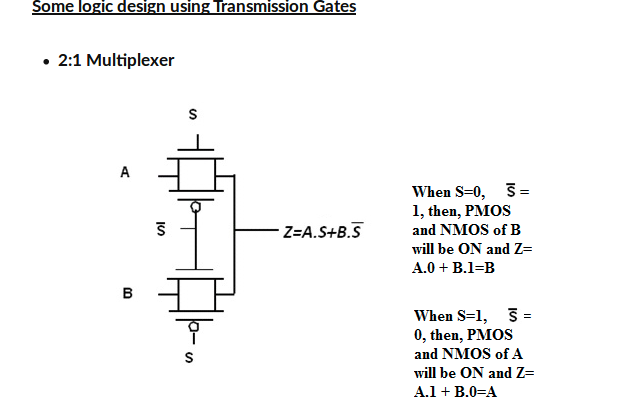 Some logic design using Transmission Gates
• 2:1 Multiplexer
S
A
S̅
Z=A.S+B.S̅
B
S
When S=0, S̅ =
1, then, PMOS
and NMOS of B
will be ON and Z=
A.0 + B.1=B
When S=1, S̅ =
0, then, PMOS
and NMOS of A
will be ON and Z=
A.1 + B.0=A